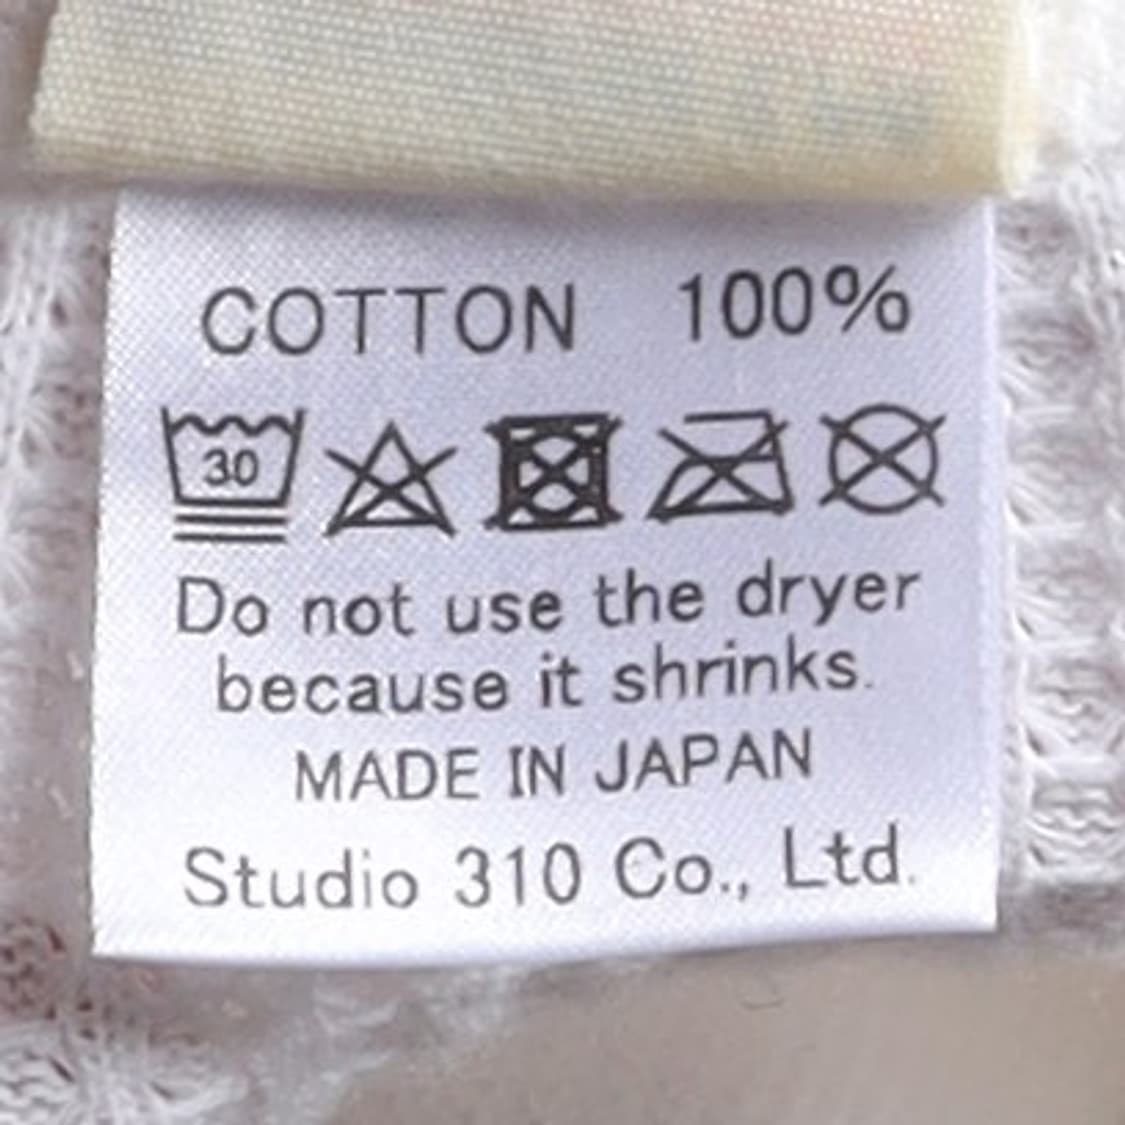 COTTON 100%
30
Do not use the dryer
because it shrinks.
MADE IN JAPAN
Studio 310 Co., Ltd.